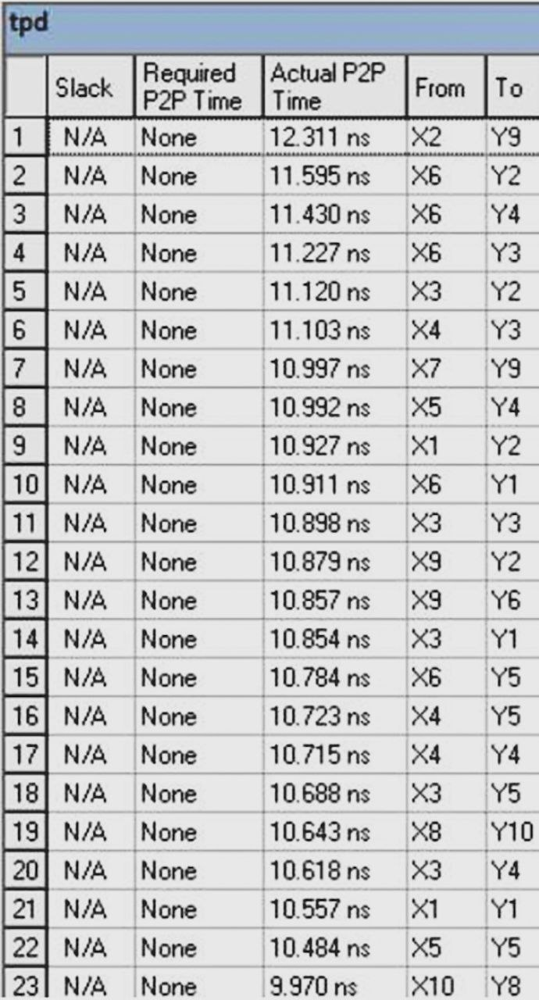 tpd
Slack Required P2P Time Actual P2P Time From To
1 N/A None 12.311 ns X2 Y9
2 N/A None 11.595 ns X6 Y2
3 N/A None 11.430 ns X6 Y4
4 N/A None 11.227 ns X6 Y3
5 N/A None 11.120 ns X3 Y2
6 N/A None 11.103 ns X4 Y3
7 N/A None 10.997 ns X7 Y9
8 N/A None 10.992 ns X5 Y4
9 N/A None 10.927 ns X1 Y2
10 N/A None 10.911 ns X6 Y1
11 N/A None 10.898 ns X3 Y3
12 N/A None 10.879 ns X9 Y2
13 N/A None 10.857 ns X9 Y6
14 N/A None 10.854 ns X3 Y1
15 N/A None 10.784 ns X6 Y5
16 N/A None 10.723 ns X4 Y5
17 N/A None 10.715 ns X4 Y4
18 N/A None 10.688 ns X3 Y5
19 N/A None 10.643 ns X8 Y10
20 N/A None 10.618 ns X3 Y4
21 N/A None 10.557 ns X1 Y1
22 N/A None 10.484 ns X5 Y5
23 N/A None 9.970 ns X10 Y8